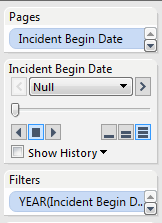 Pages
Incident Begin Date
Incident Begin Date
Null
Show History
Filters
YEAR(Incident Begin D..